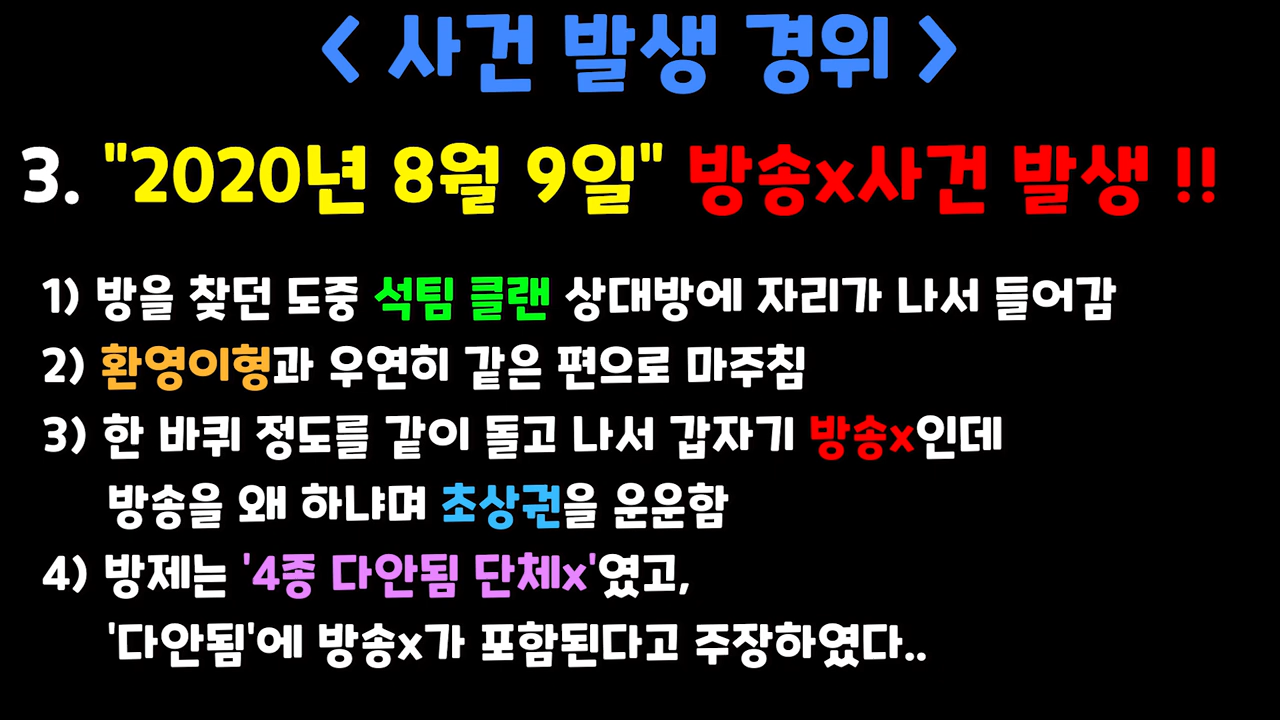 < 사건 발생 경위 >
3. "2020년 8월 9일" 방송x사건 발생 !!
1) 방을 찾던 도중 석팀 클랜 상대방에 자리가 나서 들어감
2) 환영이형과 우연히 같은 편으로 마주침
3) 한 바퀴 정도를 같이 돌고 나서 갑자기 방송x인데
방송을 왜 하냐며 초상권을 운운함
4) 방제는 '4종 다안됨 단체x'였고,
'다안됨'에 방송x가 포함된다고 주장하였다..